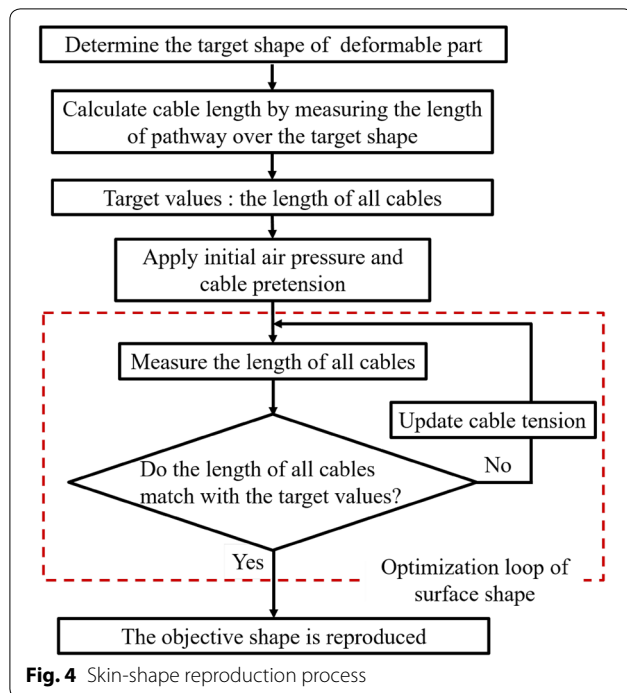 Determine the target shape of deformable part
Calculate cable length by measuring the length
of pathway over the target shape
Target values : the length of all cables
Apply initial air pressure and
cable pretension
Measure the length of all cables
Update cable tension
Do the length of all cables
match with the target values?
No
Yes
Optimization loop of
surface shape
The objective shape is reproduced
Fig. 4 Skin-shape reproduction process